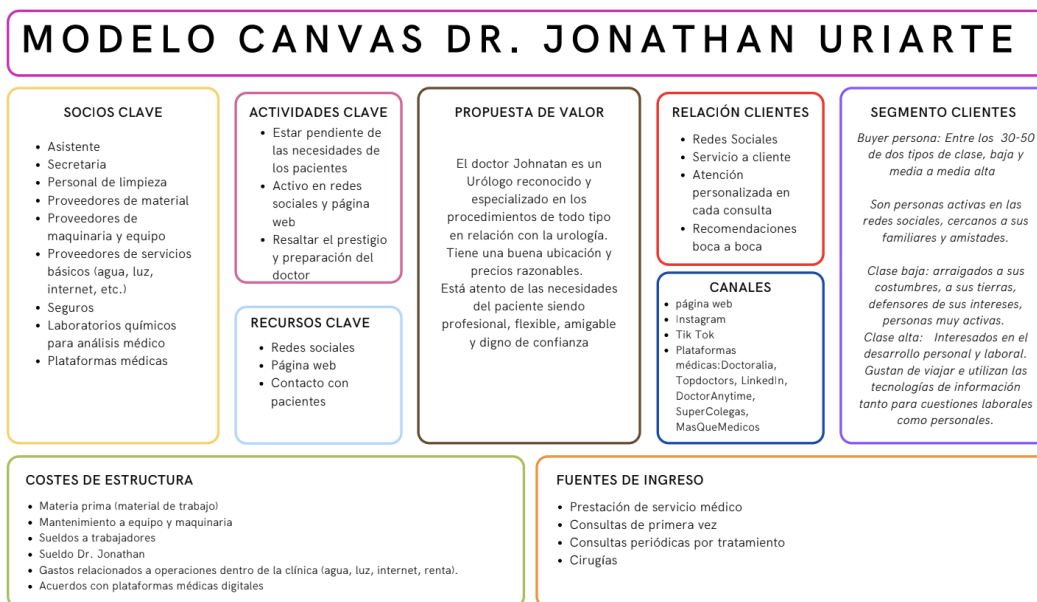 MODELO CANVAS DR. JONATHAN URIARTE
SOCIOS CLAVE
• Asistente
• Secretaria
• Personal de limpieza
• Proveedores de material
• Proveedores de
maquinaria y equipo
• Proveedores de servicios
básicos (agua, luz,
internet, etc.)
• Seguros
• Laboratorios químicos
para análisis médico
• Plataformas médicas
ACTIVIDADES CLAVE
• Estar pendiente de
las necesidades de
los pacientes
• Activo en redes
sociales y página
web
• Resaltar el prestigio
y preparación del
doctor
RECURSOS CLAVE
• Redes sociales
• Página web
• Contacto con
pacientes
PROPUESTA DE VALOR
El doctor Johnatan es un
Urólogo reconocido y
especializado en los
procedimientos de todo tipo
en relación con la urología.
Tiene una buena ubicación y
precios razonables.
Está atento de las necesidades
del paciente siendo
profesional, flexible, amigable
y digno de confianza
RELACIÓN CLIENTES
• Redes Sociales
• Servicio a cliente
• Atención
personalizada en
cada consulta
• Recomendaciones
boca a boca
CANALES
• página web
• Instagram
• Tik Tok
• Plataformas
médicas:Doctoralia,
Topdoctors, LinkedIn,
DoctorAnytime,
SuperColegas,
MasQueMedicos
SEGMENTO CLIENTES
Buyer persona: Entre los 30-50
de dos tipos de clase, baja y
media a media alta
Son personas activas en las
redes sociales, cercanos a sus
familiares y amistades.
Clase baja: arraigados a sus
costumbres, a sus tierras,
defensores de sus intereses,
personas muy activas.
Clase alta: Interesados en el
desarrollo personal y laboral.
Gustan de viajar e utilizan las
tecnologías de información
tanto para cuestiones laborales
como personales.
COSTES DE ESTRUCTURA
• Materia prima (material de trabajo)
• Mantenimiento a equipo y maquinaria
• Sueldos a trabajadores
• Sueldo Dr. Jonathan
• Gastos relacionados a operaciones dentro de la clínica (agua, luz, internet, renta).
• Acuerdos con plataformas médicas digitales
FUENTES DE INGRESO
• Prestación de servicio médico
• Consultas de primera vez
• Consultas periódicas por tratamiento
• Cirugías